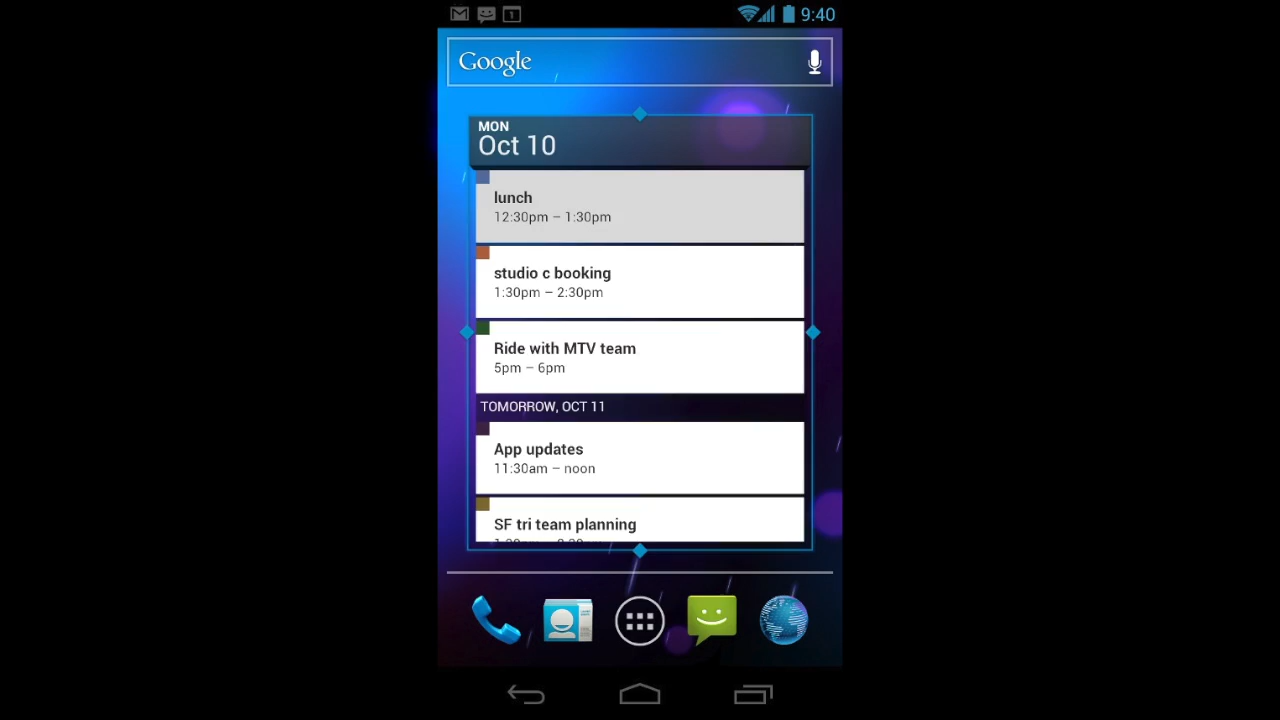 1
9:40
Google
MON
Oct 10
lunch
12:30pm – 1:30pm
studio c booking
1:30pm – 2:30pm
Ride with MTV team
5pm – 6pm
TOMORROW, OCT 11
App updates
11:30am – noon
SF tri team planning